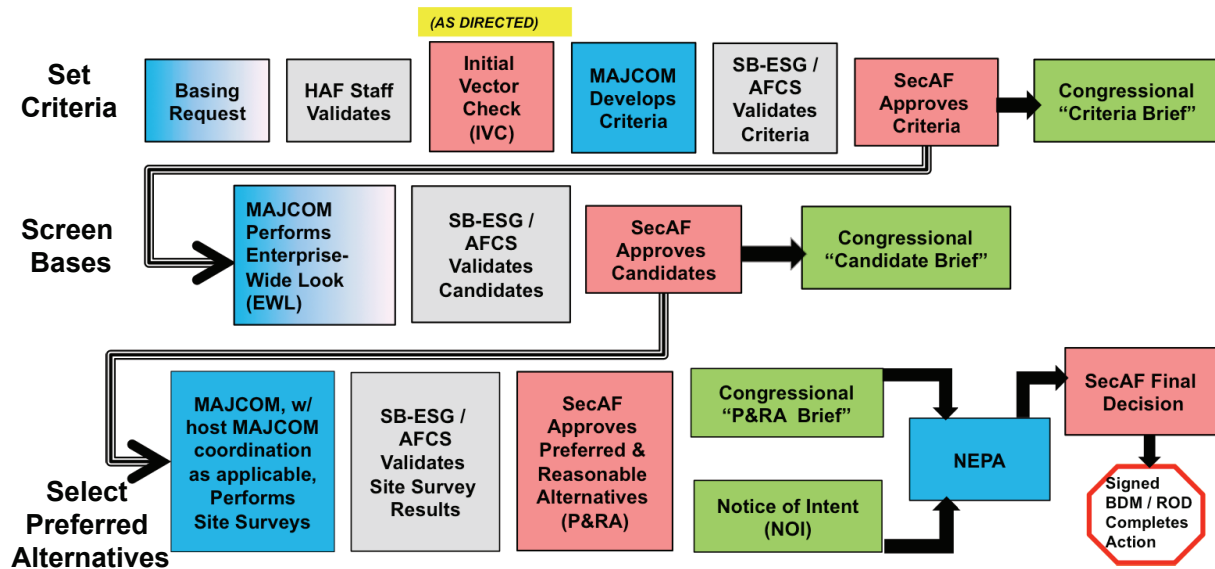 (AS DIRECTED)
Set
Criteria
Basing
Request
HAF Staff
Validates
Initial
Vector
Check
(IVC)
MAJCOM
Develops
Criteria
SB-ESG /
AFCS
Validates
Criteria
SecAF
Approves
Criteria
Congressional
“Criteria Brief”
Screen
Bases
MAJCOM
Performs
Enterprise-
Wide Look
(EWL)
SB-ESG /
AFCS
Validates
Candidates
SecAF
Approves
Candidates
Congressional
“Candidate Brief”
Select
Preferred
Alternatives
MAJCOM, w/
host MAJCOM
coordination
as applicable,
Performs
Site Surveys
SB-ESG /
AFCS
Validates
Site Survey
Results
SecAF
Approves
Preferred &
Reasonable
Alternatives
(P&RA)
Congressional
“P&RA Brief”
Notice of Intent
(NOI)
NEPA
SecAF Final
Decision
Signed
BDM / ROD
Completes
Action